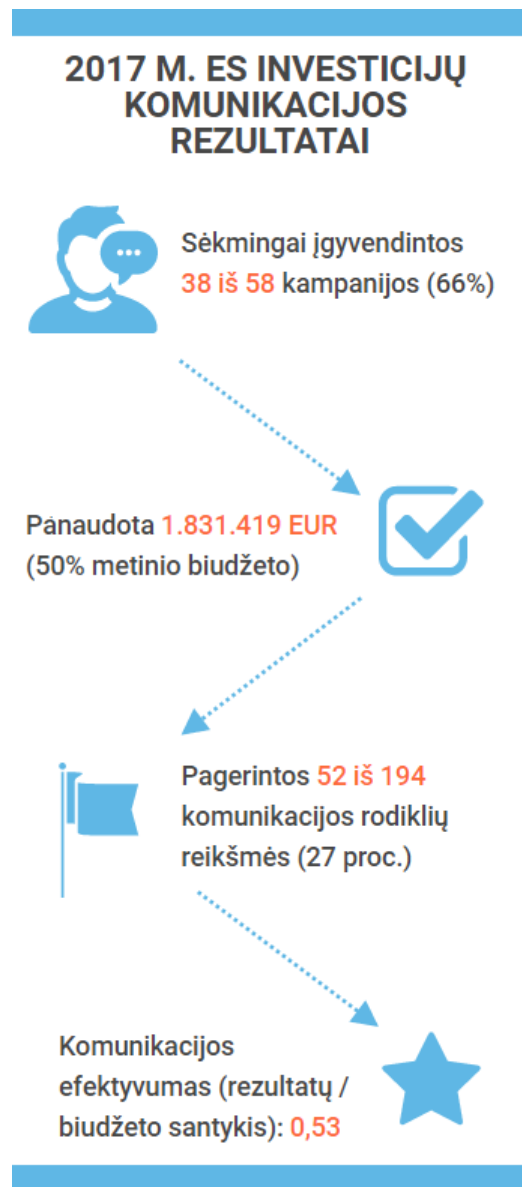 2017 M. ES INVESTICIJŲ
KOMUNIKACIJOS
REZULTATAI
Sėkmingai įgyvendintos
38 iš 58 kampanijos (66%)
Panaudota 1.831.419 EUR
(50% metinio biudžeto)
Pagerintos 52 iš 194
komunikacijos rodiklių
reikšmės (27 proc.)
Komunikacijos
efektyvumas (rezultatų /
biudžeto santykis): 0,53